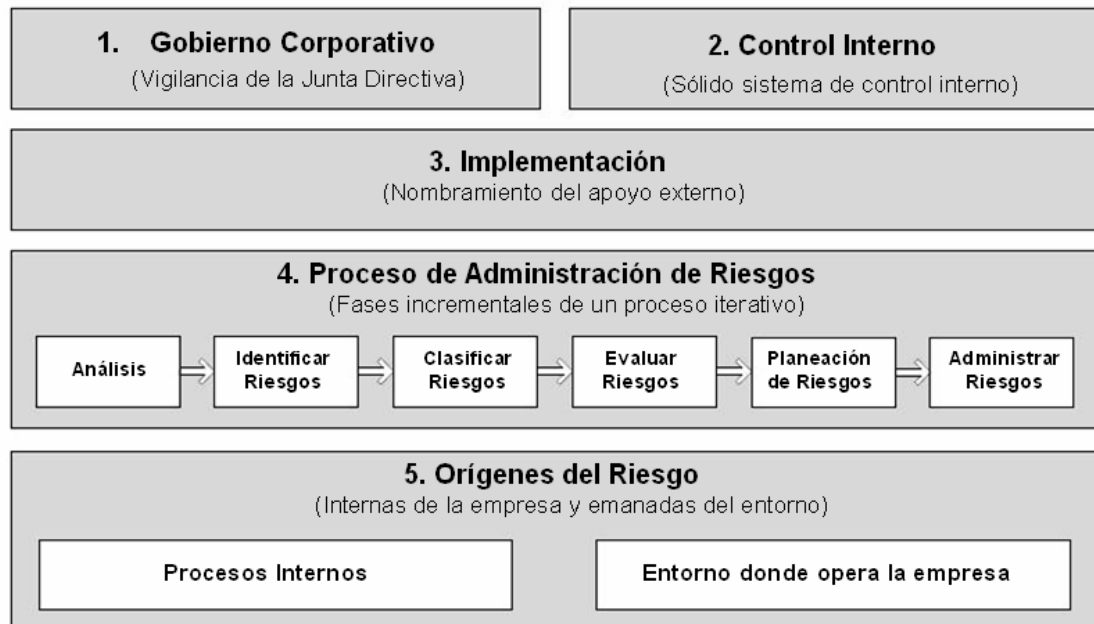 1. Gobierno Corporativo
(Vigilancia de la Junta Directiva)
2. Control Interno
(Sólido sistema de control interno)
3. Implementación
(Nombramiento del apoyo externo)
4. Proceso de Administración de Riesgos
(Fases incrementales de un proceso iterativo)
Análisis
Identificar
Riesgos
Clasificar
Riesgos
Evaluar
Riesgos
Planeación
de Riesgos
Administrar
Riesgos
5. Orígenes del Riesgo
(Internas de la empresa y emanadas del entorno)
Procesos Internos
Entorno donde opera la empresa